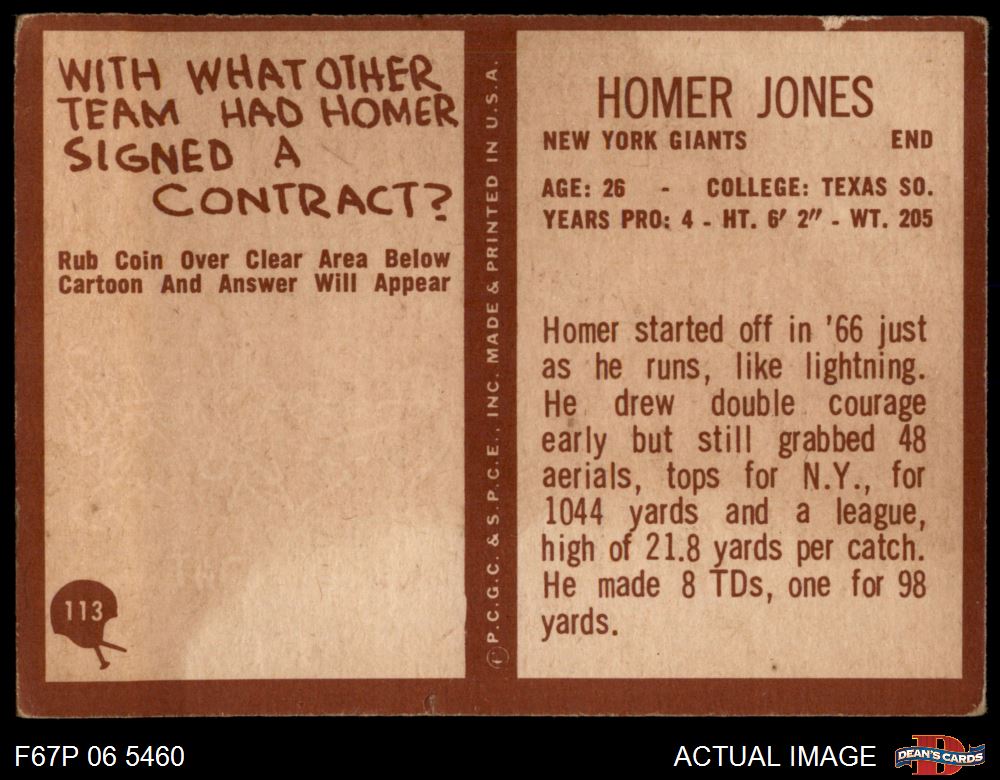 WITH WHAT OTHER
TEAM HAD HOMER
SIGNED A
CONTRACT?
Rub Coin Over Clear Area Below
Cartoon And Answer Will Appear
113
© P.C.G.C. & S.P.C.E., INC. MADE & PRINTED IN U.S.A.
HOMER JONES
NEW YORK GIANTS END
AGE: 26 - COLLEGE: TEXAS SO.
YEARS PRO: 4 - HT. 6' 2" - WT. 205
Homer started off in '66 just
as he runs, like lightning.
He drew double courage
early but still grabbed 48
aerials, tops for N.Y., for
1044 yards and a league,
high of 21.8 yards per catch.
He made 8 TDs, one for 98
yards.
F67P 06 5460
ACTUAL IMAGE
D
DEAN'S CARDS